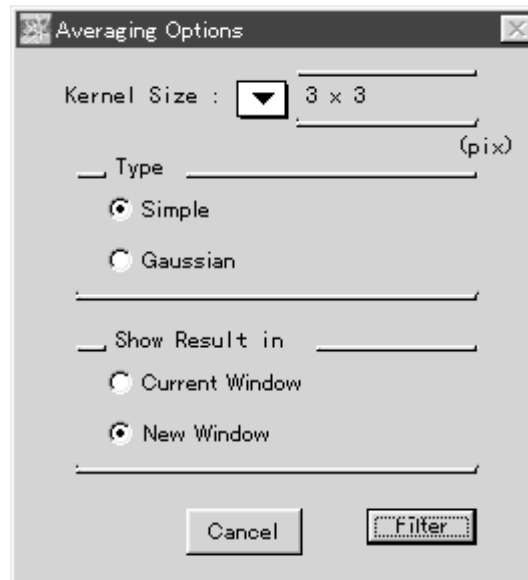 Averaging Options
Kernel Size : 3 x 3
(pix)
Type
Simple
Gaussian
Show Result in
Current Window
New Window
Cancel Filter